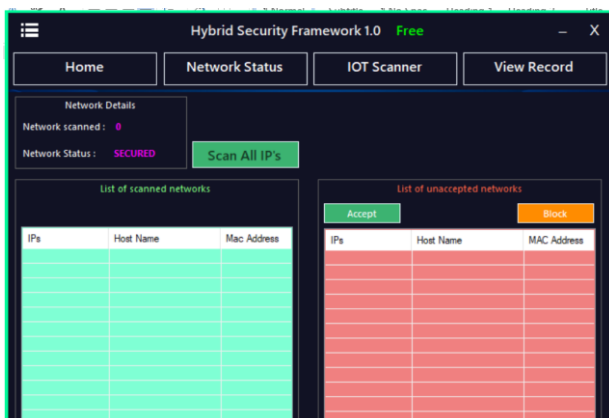 Hybrid Security Framework 1.0 Free
Home Network Status IOT Scanner View Record
Network Details
Network scanned : 0
Network Status : SECURED
Scan All IP's
List of scanned networks
IPs Host Name Mac Address
List of unaccepted networks
Accept Block
IPs Host Name MAC Address